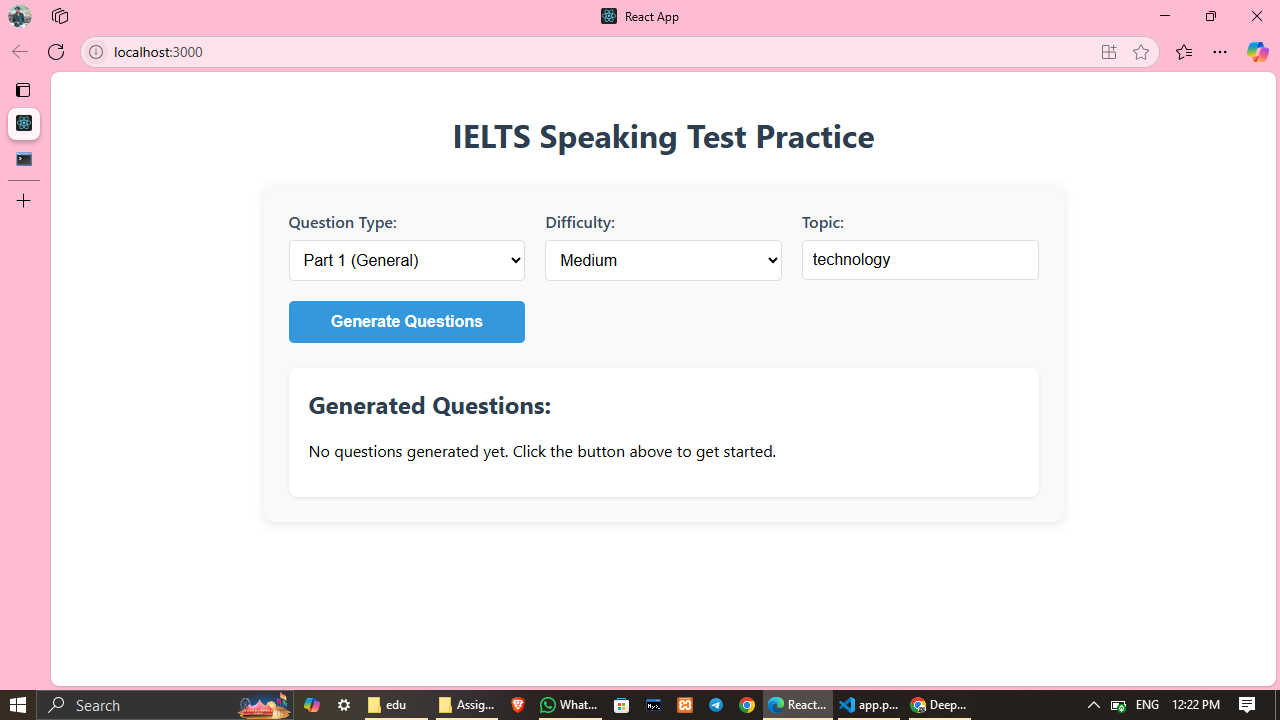 React App
localhost:3000
IELTS Speaking Test Practice
Question Type: Difficulty: Topic:
Part 1 (General) Medium technology
Generate Questions
Generated Questions:
No questions generated yet. Click the button above to get started.
Search edu Assig... What... React... app.p... Deep... ENG 12:22 PM